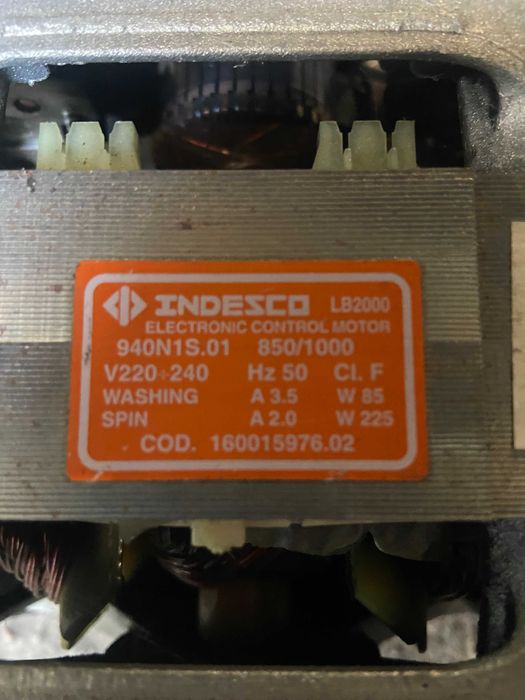 INDESCO LB2000
ELECTRONIC CONTROL MOTOR
940N1S.01 850/1000
V220÷240 Hz 50 Cl. F
WASHING A 3.5 W 85
SPIN A 2.0 W 225
COD. 160015976.02